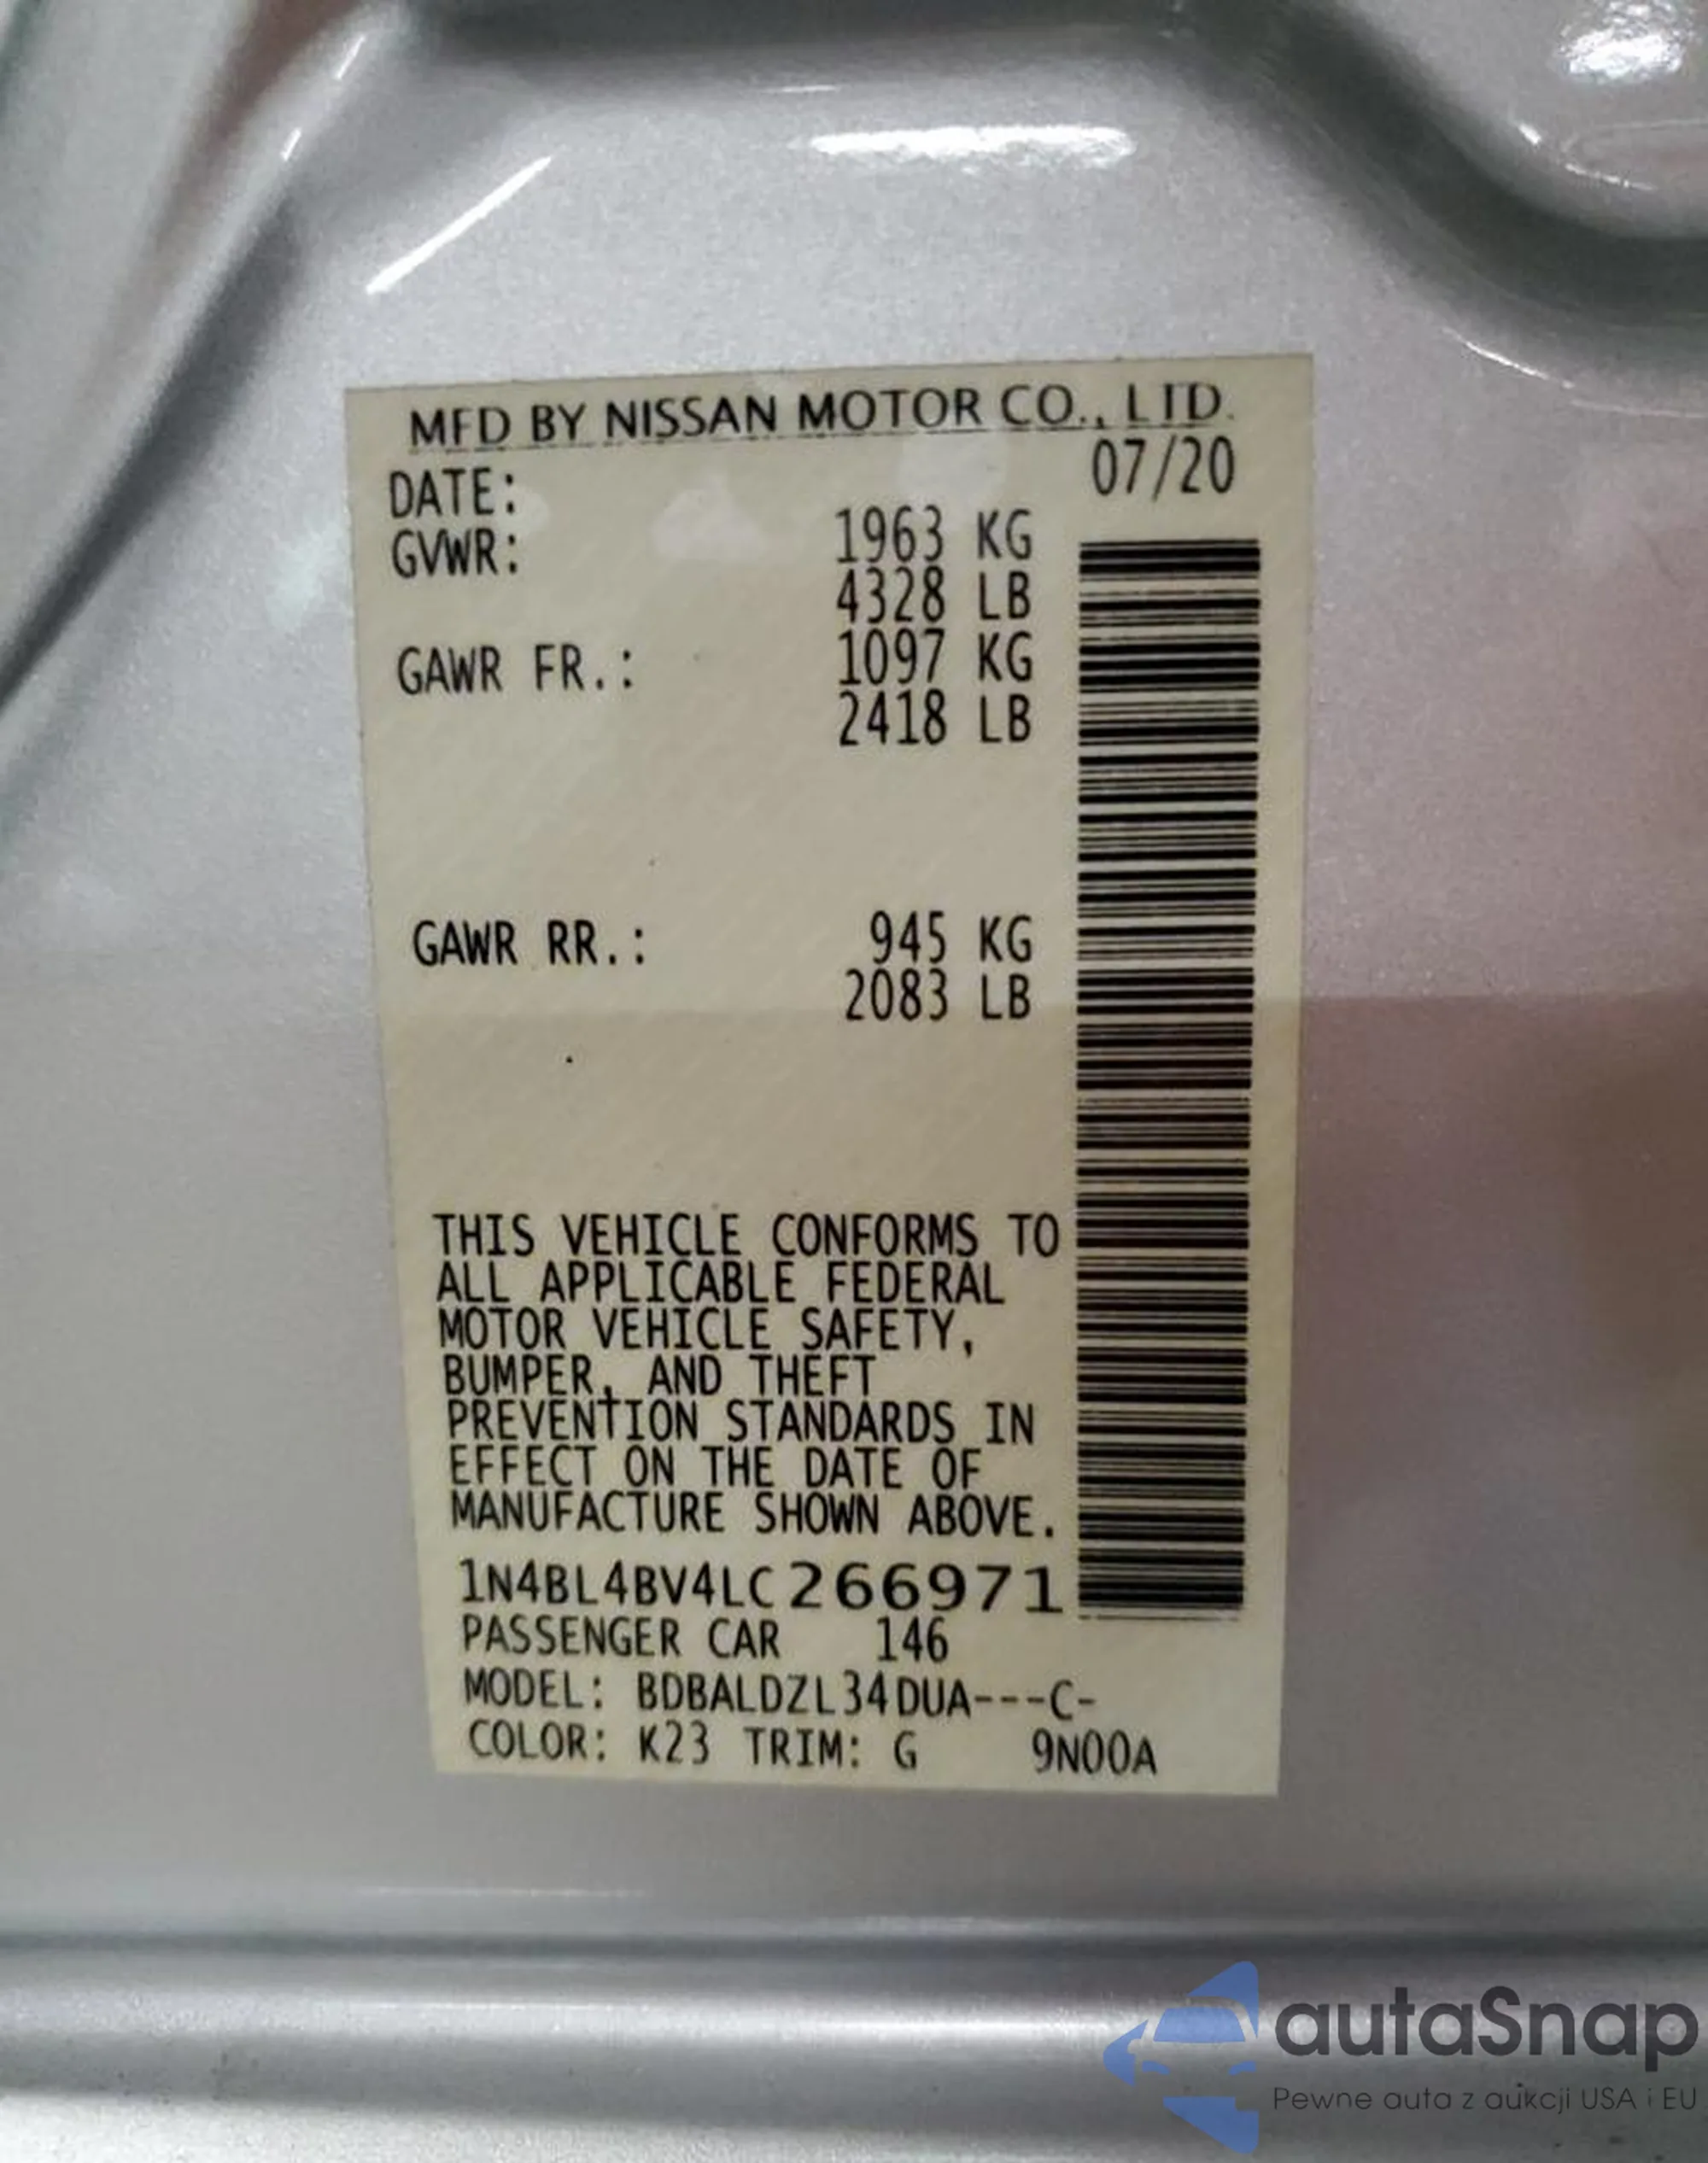 MFD BY NISSAN MOTOR CO., LTD.
DATE: 07/20
GVWR: 1963 KG
4328 LB
GAWR FR.: 1097 KG
2418 LB
GAWR RR.: 945 KG
2083 LB
THIS VEHICLE CONFORMS TO
ALL APPLICABLE FEDERAL
MOTOR VEHICLE SAFETY,
BUMPER, AND THEFT
PREVENTION STANDARDS IN
EFFECT ON THE DATE OF
MANUFACTURE SHOWN ABOVE.
1N4BL4BV4LC266971
PASSENGER CAR 146
MODEL: BDBALDZL34DUA---C-
COLOR: K23 TRIM: G 9N00A
autaSnap
Pewne auta z aukcji USA i EU